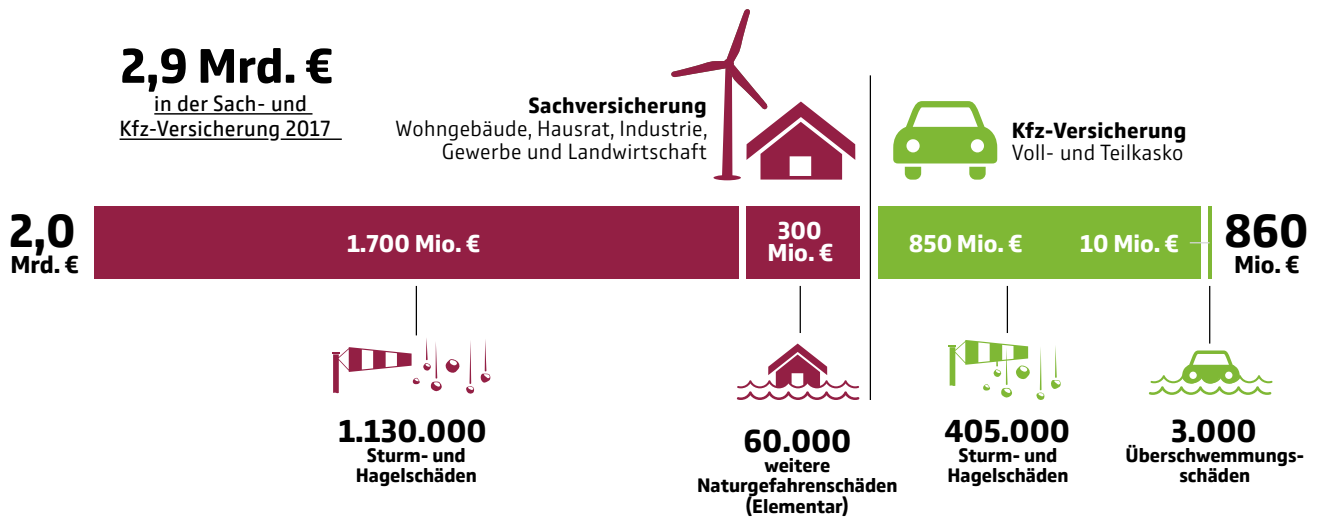 2,9 Mrd. €
in der Sach- und
Kfz-Versicherung 2017
Sachversicherung
Wohngebäude, Hausrat, Industrie,
Gewerbe und Landwirtschaft
Kfz-Versicherung
Voll- und Teilkasko
2,0
Mrd. €
1.700 Mio. €
300
Mio. €
850 Mio. €
10 Mio. €
860
Mio. €
1.130.000
Sturm- und
Hagelschäden
60.000
weitere
Naturgefahrenschäden
(Elementar)
405.000
Sturm- und
Hagelschäden
3.000
Überschwemmungs-
schäden